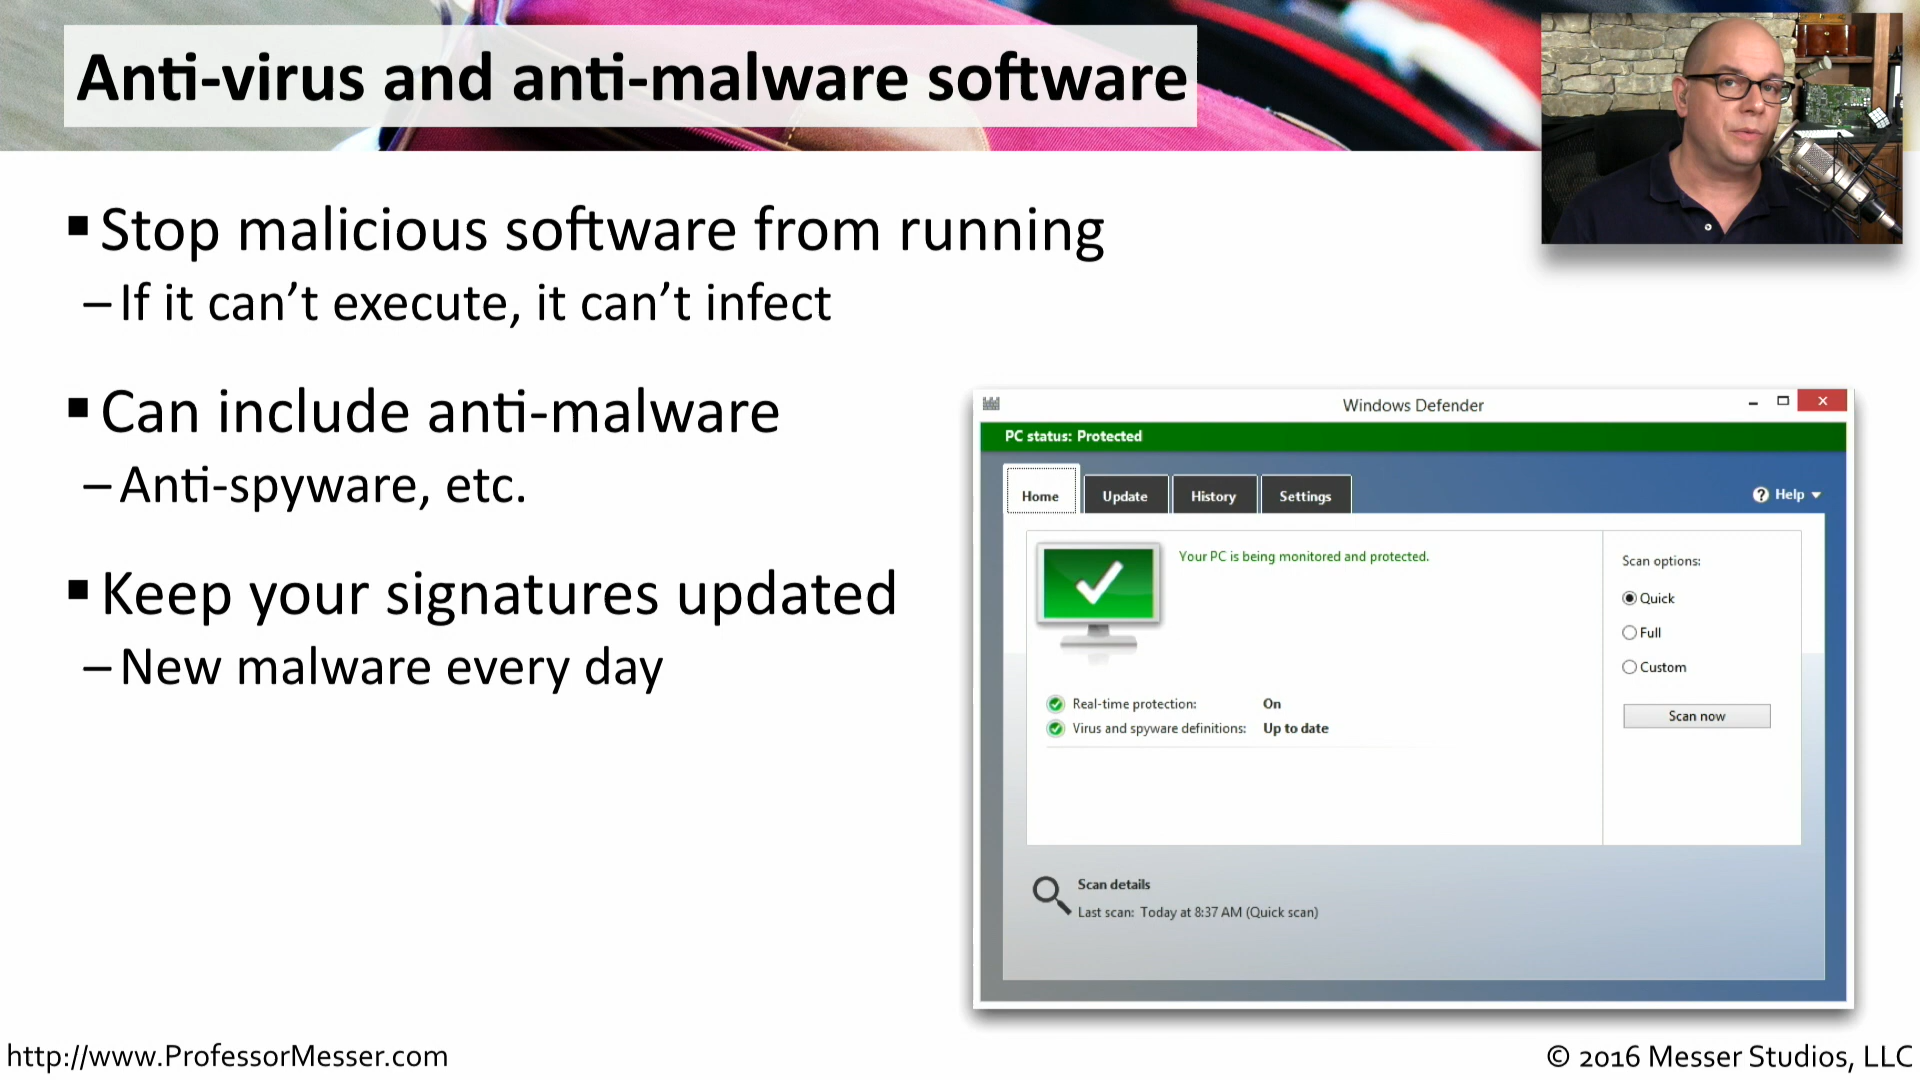 Anti-virus and anti-malware software
▪ Stop malicious software from running
– If it can’t execute, it can’t infect
▪ Can include anti-malware
– Anti-spyware, etc.
▪ Keep your signatures updated
– New malware every day
Windows Defender
PC status: Protected
Home Update History Settings Help
Your PC is being monitored and protected.
Real-time protection: On
Virus and spyware definitions: Up to date
Scan options:
Quick
Full
Custom
Scan now
Scan details
Last scan: Today at 8:37 AM (Quick scan)
http://www.ProfessorMesser.com
© 2016 Messer Studios, LLC